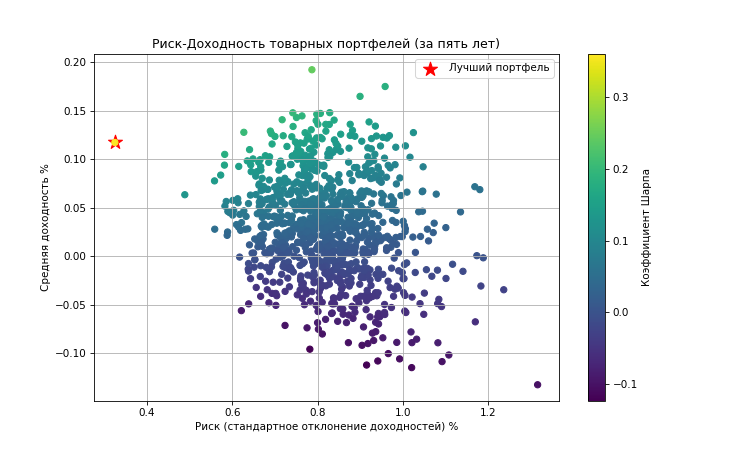 Риск-Доходность товарных портфелей (за пять лет)
Лучший портфель
Средняя доходность %
0.20
0.15
0.10
0.05
0.00
−0.05
−0.10
0.4 0.6 0.8 1.0 1.2
Риск (стандартное отклонение доходностей) %
0.3
0.2
0.1
0.0
−0.1
Коэффициент Шарпа